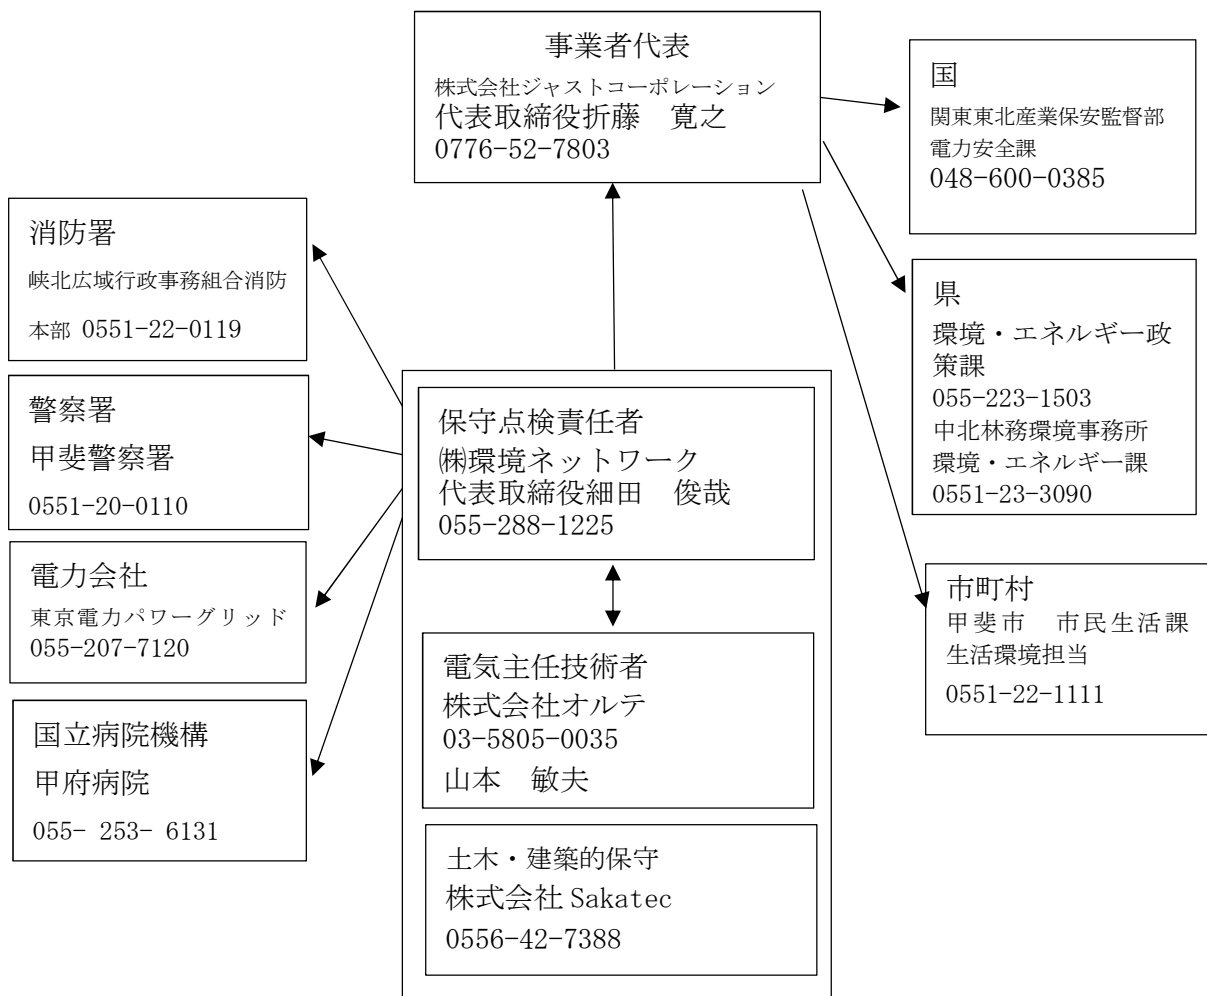 事業者代表
株式会社ジャストコーポレーション
代表取締役折藤　寛之
0776-52-7803
国
関東東北産業保安監督部
電力安全課
048-600-0385
消防署
峡北広域行政事務組合消防
本部 0551-22-0119
県
環境・エネルギー政
策課
055-223-1503
中北林務環境事務所
環境・エネルギー課
0551-23-3090
警察署
甲斐警察署
0551-20-0110
保守点検責任者
㈱環境ネットワーク
代表取締役細田　俊哉
055-288-1225
電力会社
東京電力パワーグリッド
055-207-7120
市町村
甲斐市　市民生活課
生活環境担当
0551-22-1111
電気主任技術者
株式会社オルテ
03-5805-0035
山本　敏夫
国立病院機構
甲府病院
055- 253- 6131
土木・建築的保守
株式会社 Sakatec
0556-42-7388